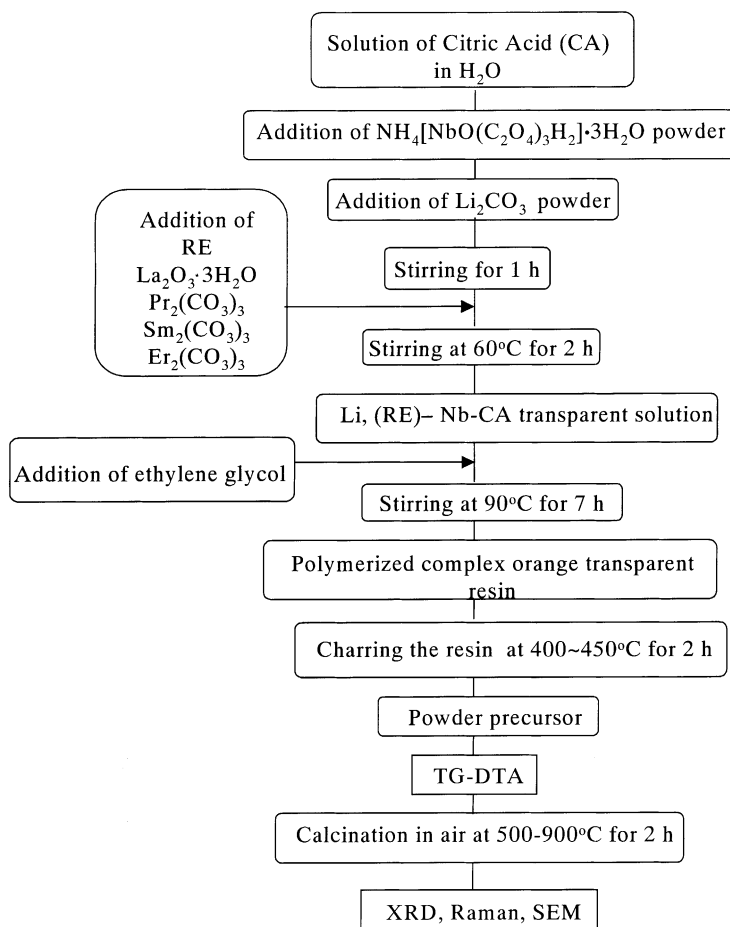 Solution of Citric Acid (CA)
in H₂O
Addition of NH₄[NbO(C₂O₄)₃H₂]•3H₂O powder
Addition of Li₂CO₃ powder
Addition of
RE
La₂O₃·3H₂O
Pr₂(CO₃)₃
Sm₂(CO₃)₃
Er₂(CO₃)₃
Stirring for 1 h
Stirring at 60°C for 2 h
Li, (RE)– Nb-CA transparent solution
Addition of ethylene glycol
Stirring at 90°C for 7 h
Polymerized complex orange transparent
resin
Charring the resin at 400~450°C for 2 h
Powder precursor
TG-DTA
Calcination in air at 500-900°C for 2 h
XRD, Raman, SEM